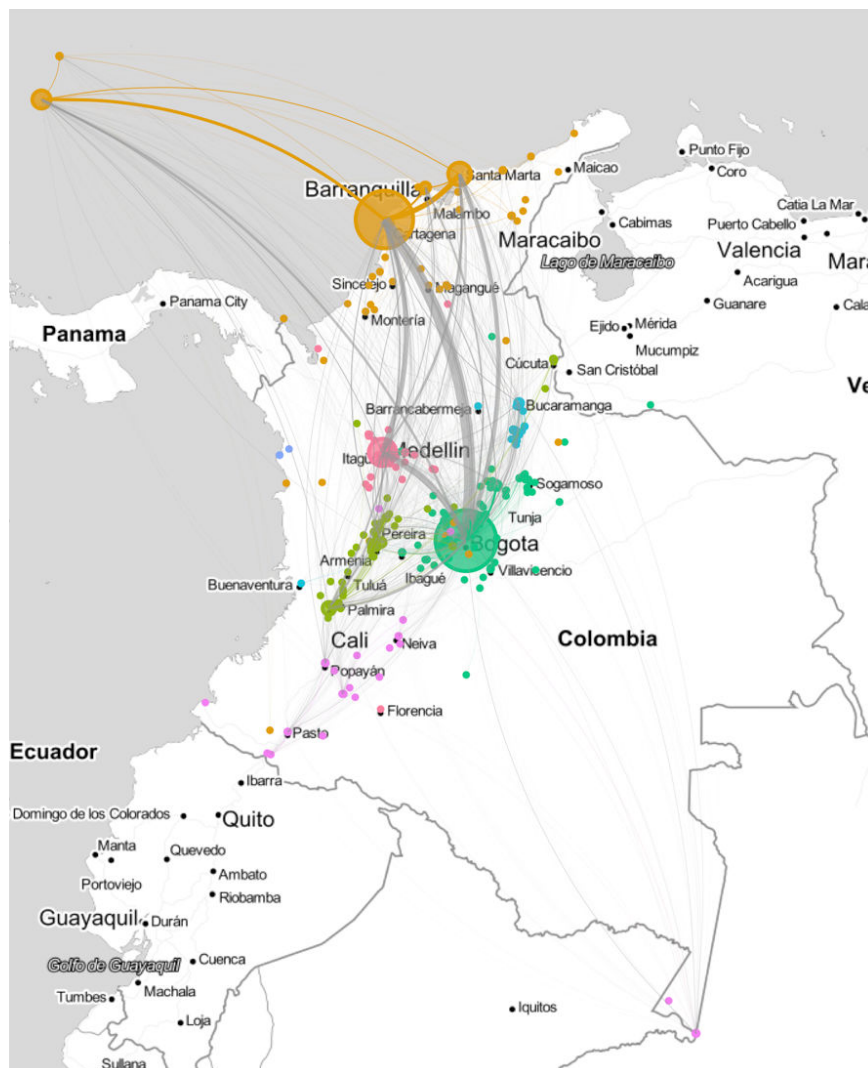 Punto Fijo
Coro
Maicao
Santa Marta
Barranquilla
Catia La Mar
Malambo
Cabimas
Puerto Cabello
Cartagena
Maracaibo
Valencia
Lago de Maracaibo
Mara
Acarigua
Sincelejo
Magangué
Panama City
Guanare
Cala
Montería
Panama
Ejido
Mérida
Mucumpiz
Cúcuta
San Cristóbal
Ve
Barrancabermeja
Bucaramanga
Medellin
Itagu
Sogamoso
Tunja
Pereira
Bogota
Armenia
Ibagué
Villavicencio
Buenaventura
Tuluá
Palmira
Cali
Neiva
Colombia
Popayán
Florencia
Pasto
Ecuador
Ibarra
Domingo de los Colorados
Quito
Manta
Quevedo
Ambato
Portoviejo
Riobamba
Guayaquil
Durán
Golfo de Guayaquil
Cuenca
Machala
Tumbes
Iquitos
Loja
Sullana